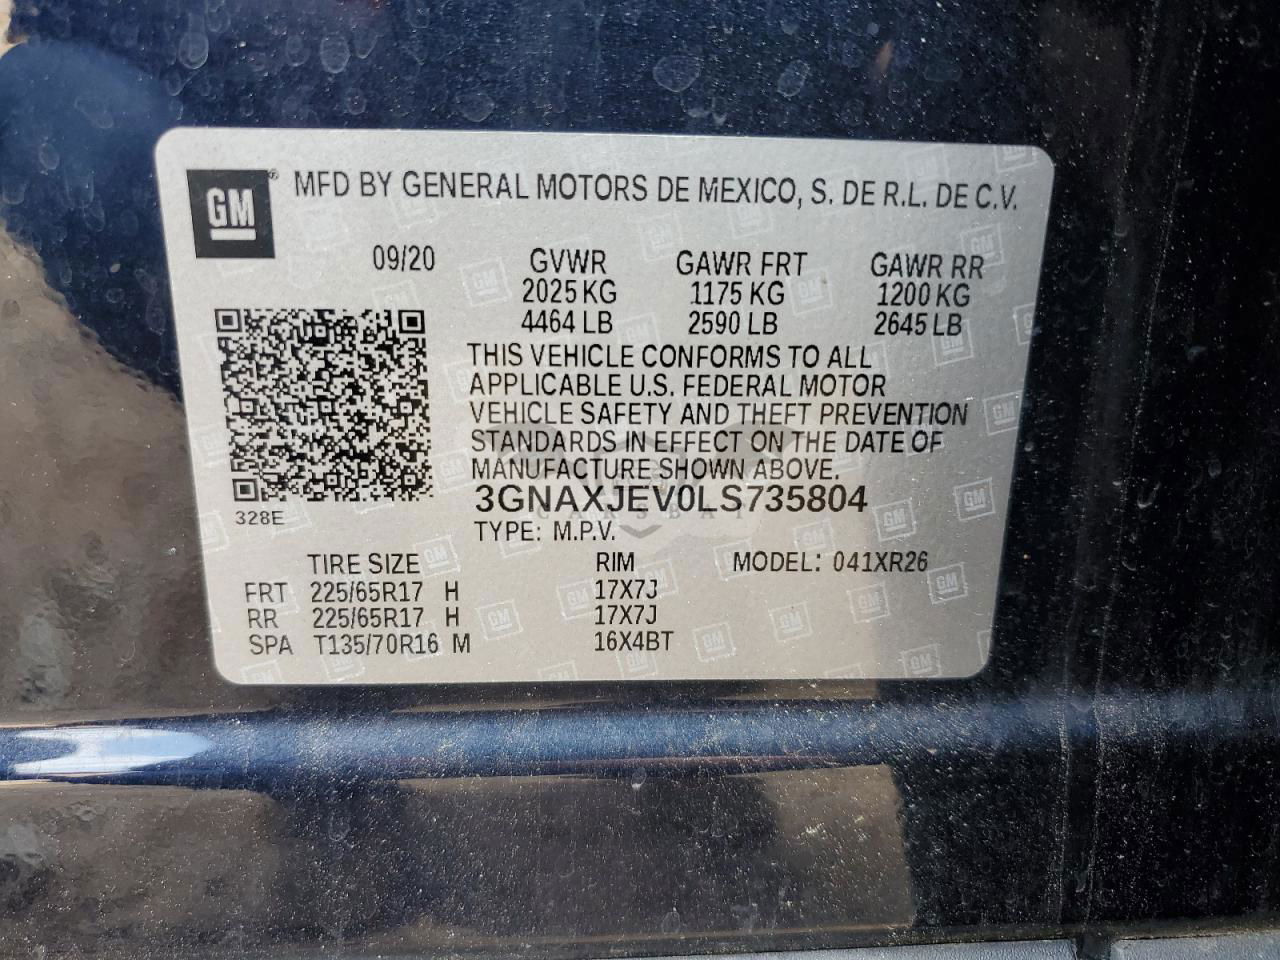 GM® MFD BY GENERAL MOTORS DE MEXICO, S. DE R.L. DE C.V.
09/20 GVWR GAWR FRT GAWR RR
2025 KG 1175 KG 1200 KG
4464 LB 2590 LB 2645 LB
THIS VEHICLE CONFORMS TO ALL
APPLICABLE U.S. FEDERAL MOTOR
VEHICLE SAFETY AND THEFT PREVENTION
STANDARDS IN EFFECT ON THE DATE OF
MANUFACTURE SHOWN ABOVE.
3GNAXJEV0LS735804
328E
TYPE: M.P.V.
TIRE SIZE RIM MODEL: 041XR26
FRT 225/65R17 H 17X7J
RR 225/65R17 H 17X7J
SPA T135/70R16 M 16X4BT